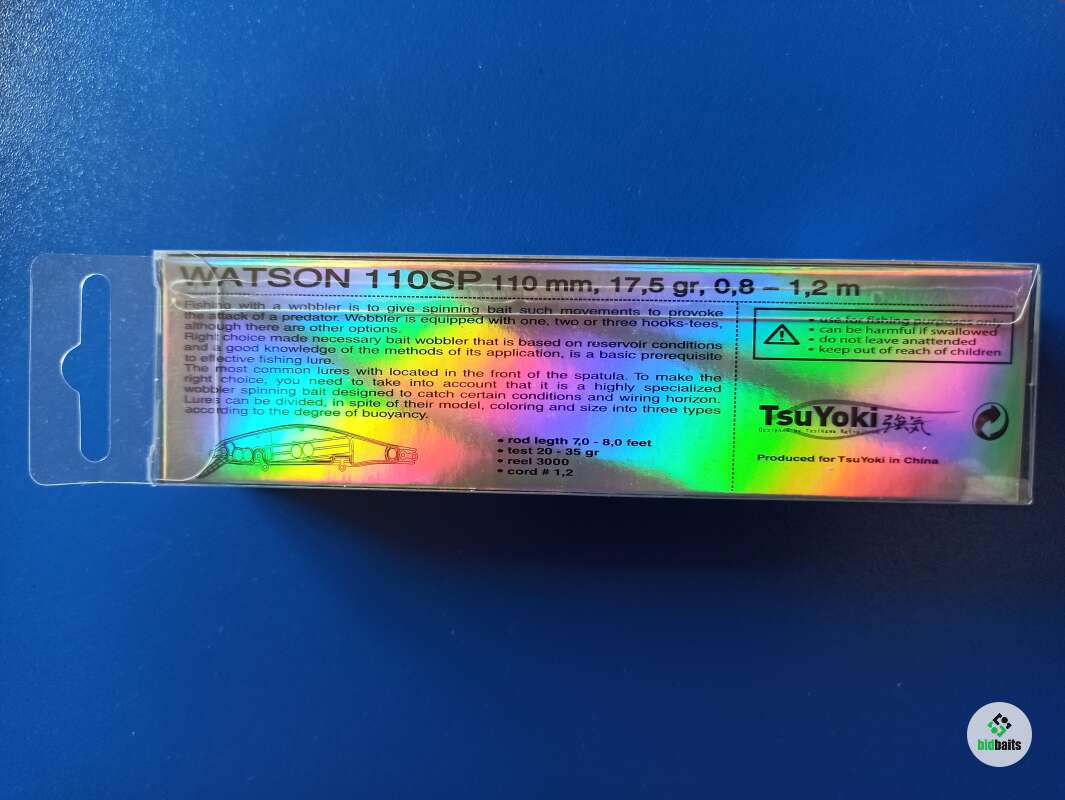 WATSON 110SP 110 mm, 17,5 gr, 0,8 – 1,2 m
Fishing with a wobbler is to give spinning bait such movements to provoke
the attack of a predator. Wobbler is equipped with one, two or three hooks-tees,
although there are other options.
Right choice made necessary bait wobbler that is based on reservoir conditions
and a good knowledge of the methods of its application, is a basic prerequisite
to effective fishing lure.
The most common lures with located in the front of the spatula. To make the
right choice, you need to take into account that it is a highly specialized
wobbler spinning bait designed to catch certain conditions and wiring horizon.
Lures can be divided, in spite of their model, coloring and size into three types
according to the degree of buoyancy.
• rod legth 7,0 - 8,0 feet
• test 20 - 35 gr
• reel 3000
• cord # 1,2
• use for fishing purposes only
• can be harmful if swallowed
• do not leave anattended
• keep out of reach of children
TsuYoki 強気
Designed by
Produced for TsuYoki in China
bidbaits